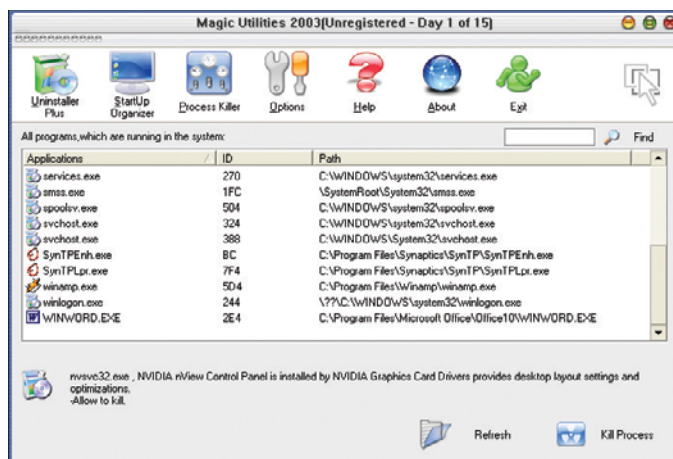 Magic Utilities 2003(Unregistered - Day 1 of 15)
Uninstaller Plus StartUp Organizer Process Killer Options Help About Exit
All programs,which are running in the system: Find
Applications / ID Path
services.exe 270 C:\WINDOWS\system32\services.exe
smss.exe 1FC \SystemRoot\System32\smss.exe
spoolsv.exe 504 C:\WINDOWS\system32\spoolsv.exe
svchost.exe 324 C:\WINDOWS\system32\svchost.exe
svchost.exe 388 C:\WINDOWS\System32\svchost.exe
SynTPEnh.exe BC C:\Program Files\Synaptics\SynTP\SynTPEnh.exe
SynTPLpr.exe 7F4 C:\Program Files\Synaptics\SynTP\SynTPLpr.exe
winamp.exe 5D4 C:\Program Files\Winamp\winamp.exe
winlogon.exe 244 \??\C:\WINDOWS\system32\winlogon.exe
WINWORD.EXE 2E4 C:\Program Files\Microsoft Office\Office10\WINWORD.EXE
nvsvc32.exe , NVIDIA nView Control Panel is installed by NVIDIA Graphics Card Drivers provides desktop layout settings and
optimizations.
-Allow to kill.
Refresh Kill Process